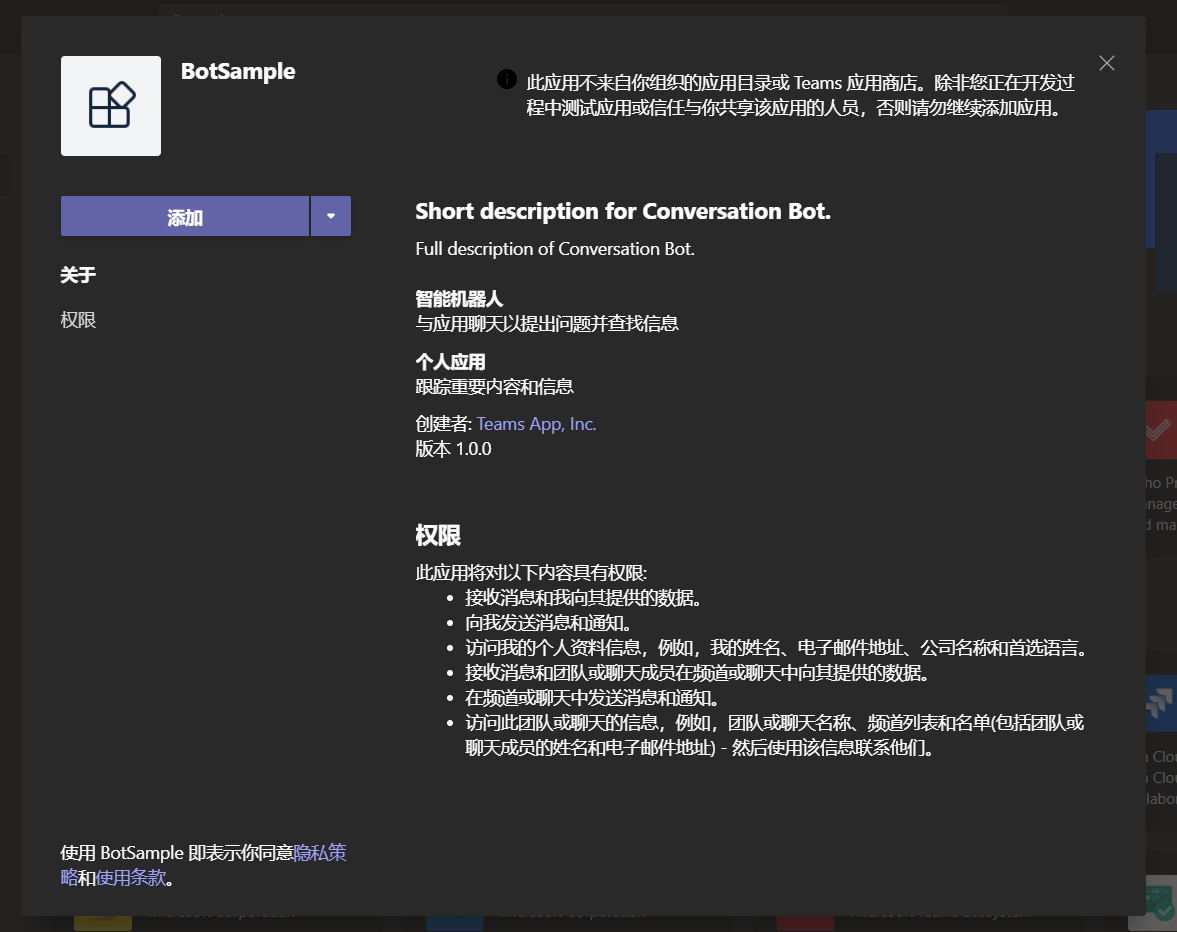 BotSample
此应用不来自你组织的应用目录或 Teams 应用商店。除非您正在开发过
程中测试应用或信任与你共享该应用的人员，否则请勿继续添加应用。
添加
关于
权限
Short description for Conversation Bot.
Full description of Conversation Bot.
智能机器人
与应用聊天以提出问题并查找信息
个人应用
跟踪重要内容和信息
创建者: Teams App, Inc.
版本 1.0.0
权限
此应用将对以下内容具有权限:
• 接收消息和我向其提供的数据。
• 向我发送消息和通知。
• 访问我的个人资料信息，例如，我的姓名、电子邮件地址、公司名称和首选语言。
• 接收消息和团队或聊天成员在频道或聊天中向其提供的数据。
• 在频道或聊天中发送消息和通知。
• 访问此团队或聊天的信息，例如，团队或聊天名称、频道列表和名单(包括团队或
聊天成员的姓名和电子邮件地址) - 然后使用该信息联系他们。
使用 BotSample 即表示你同意隐私策
略和使用条款。